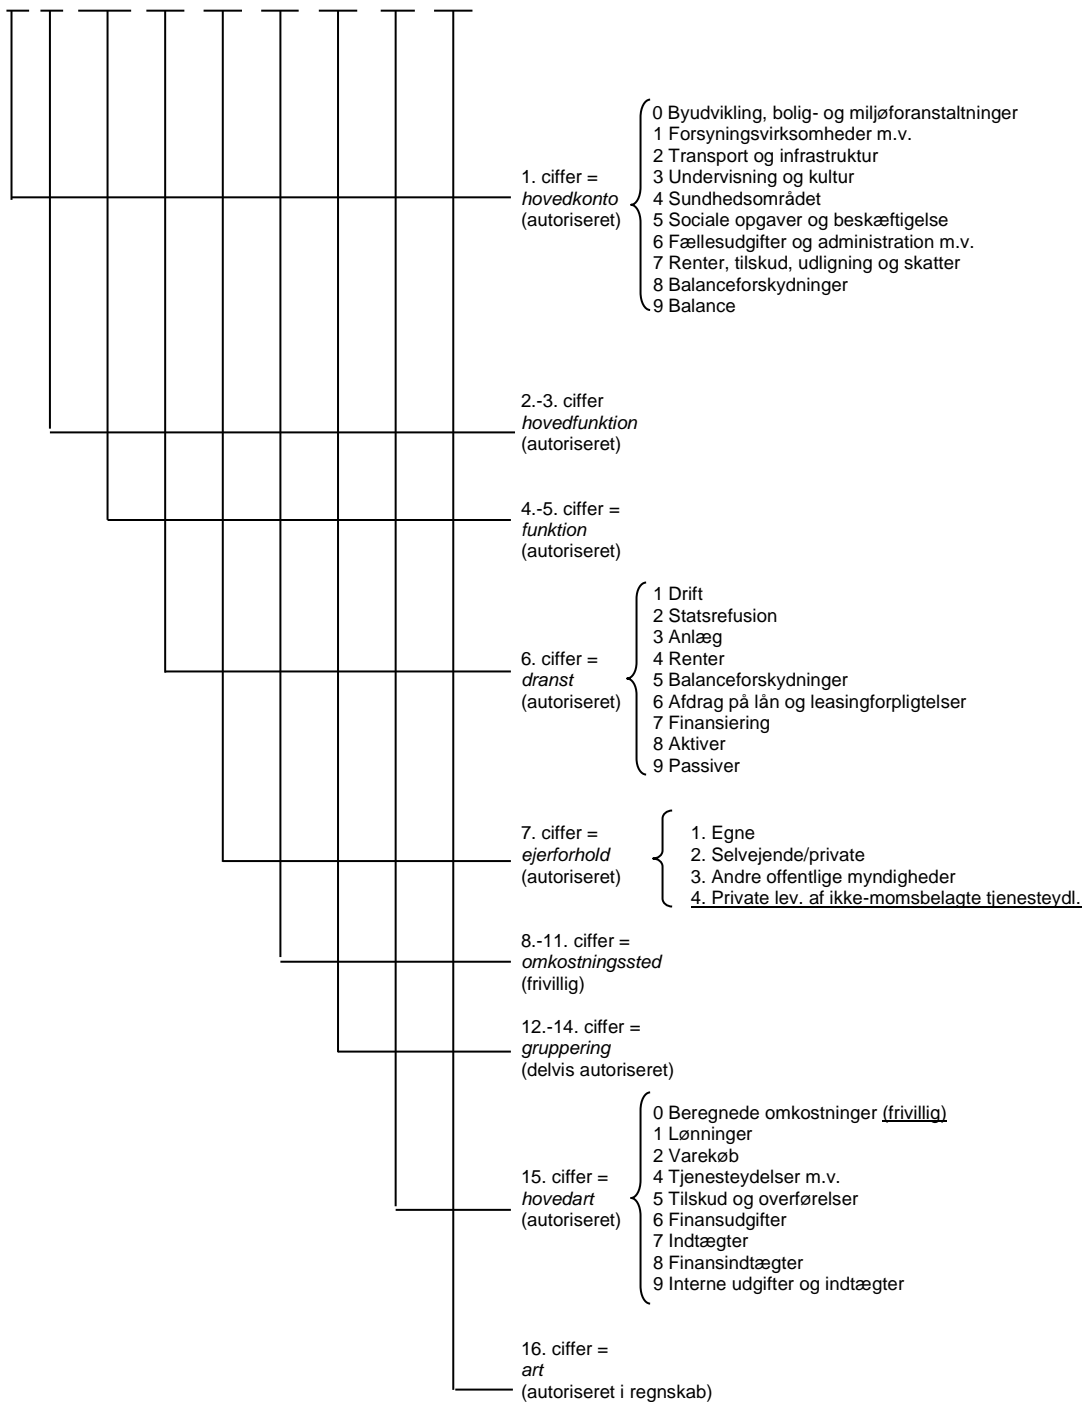 1. ciffer =
hovedkonto
(autoriseret)
0 Byudvikling, bolig- og miljøforanstaltninger
1 Forsyningsvirksomheder m.v.
2 Transport og infrastruktur
3 Undervisning og kultur
4 Sundhedsområdet
5 Sociale opgaver og beskæftigelse
6 Fællesudgifter og administration m.v.
7 Renter, tilskud, udligning og skatter
8 Balanceforskydninger
9 Balance
2.-3. ciffer
hovedfunktion
(autoriseret)
4.-5. ciffer =
funktion
(autoriseret)
6. ciffer =
dranst
(autoriseret)
1 Drift
2 Statsrefusion
3 Anlæg
4 Renter
5 Balanceforskydninger
6 Afdrag på lån og leasingforpligtelser
7 Finansiering
8 Aktiver
9 Passiver
7. ciffer =
ejerforhold
(autoriseret)
1. Egne
2. Selvejende/private
3. Andre offentlige myndigheder
4. Private lev. af ikke-momsbelagte tjenesteydl.
8.-11. ciffer =
omkostningssted
(frivillig)
12.-14. ciffer =
gruppering
(delvis autoriseret)
15. ciffer =
hovedart
(autoriseret)
0 Beregnede omkostninger (frivillig)
1 Lønninger
2 Varekøb
4 Tjenesteydelser m.v.
5 Tilskud og overførelser
6 Finansudgifter
7 Indtægter
8 Finansindtægter
9 Interne udgifter og indtægter
16. ciffer =
art
(autoriseret i regnskab)